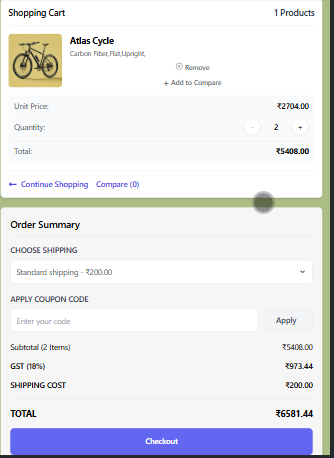 Shopping Cart 1 Products
Atlas Cycle
Carbon Fiber,Flat,Upright,
Remove
+ Add to Compare
Unit Price: ₹2704.00
Quantity: - 2 +
Total: ₹5408.00
← Continue Shopping Compare (0)
Order Summary
CHOOSE SHIPPING
Standard shipping - ₹200.00
APPLY COUPON CODE
Enter your code Apply
Subtotal (2 Items) ₹5408.00
GST (18%) ₹973.44
SHIPPING COST ₹200.00
TOTAL ₹6581.44
Checkout